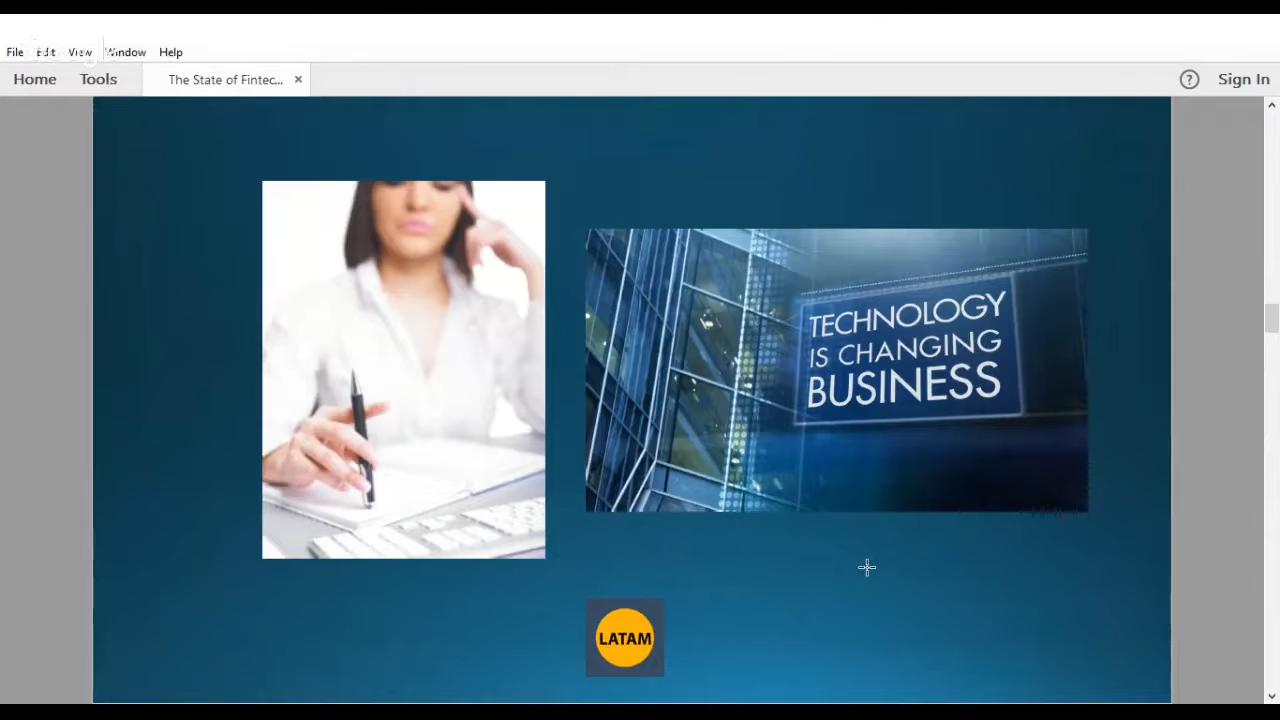 File Edit View Window Help
Home Tools The State of Fintec... × ? Sign In
TECHNOLOGY
IS CHANGING
BUSINESS
LATAM